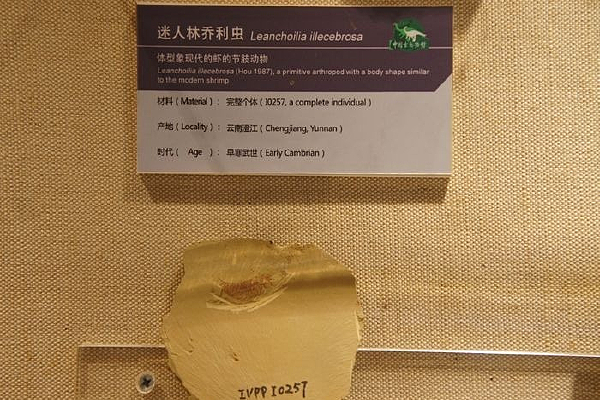 迷人林乔利虫 Leanchoilia illecebrosa
体型象现代的虾的节肢动物
Leanchoilia illecebrosa (Hou 1987), a primitive arthropod with a body shape similar
to the modern shrimp
材料 ( Material ) : 完整个体 ( I0257, a complete individual )
产地 ( Locality ) : 云南澄江 ( Chengjiang, Yunnan )
时代 ( Age ) : 早寒武世 ( Early Cambrian )
IVPP I0257